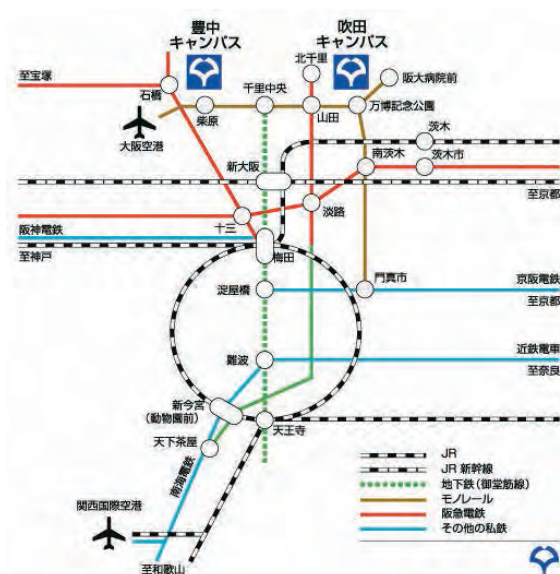 豊中
キャンパス
吹田
キャンパス
北千里
阪大病院前
至宝塚
石橋
千里中央
柴原
山田
万博記念公園
大阪空港
茨木
新大阪
南茨木
茨木市
至京都
淡路
十三
阪神電鉄
至神戸
梅田
淀屋橋
門真市
京阪電鉄
至京都
難波
近鉄電車
至奈良
新今宮
(動物園前)
天王寺
天下茶屋
南海電鉄
関西国際空港
至和歌山
JR
JR 新幹線
地下鉄(御堂筋線)
モノレール
阪急電鉄
その他の私鉄